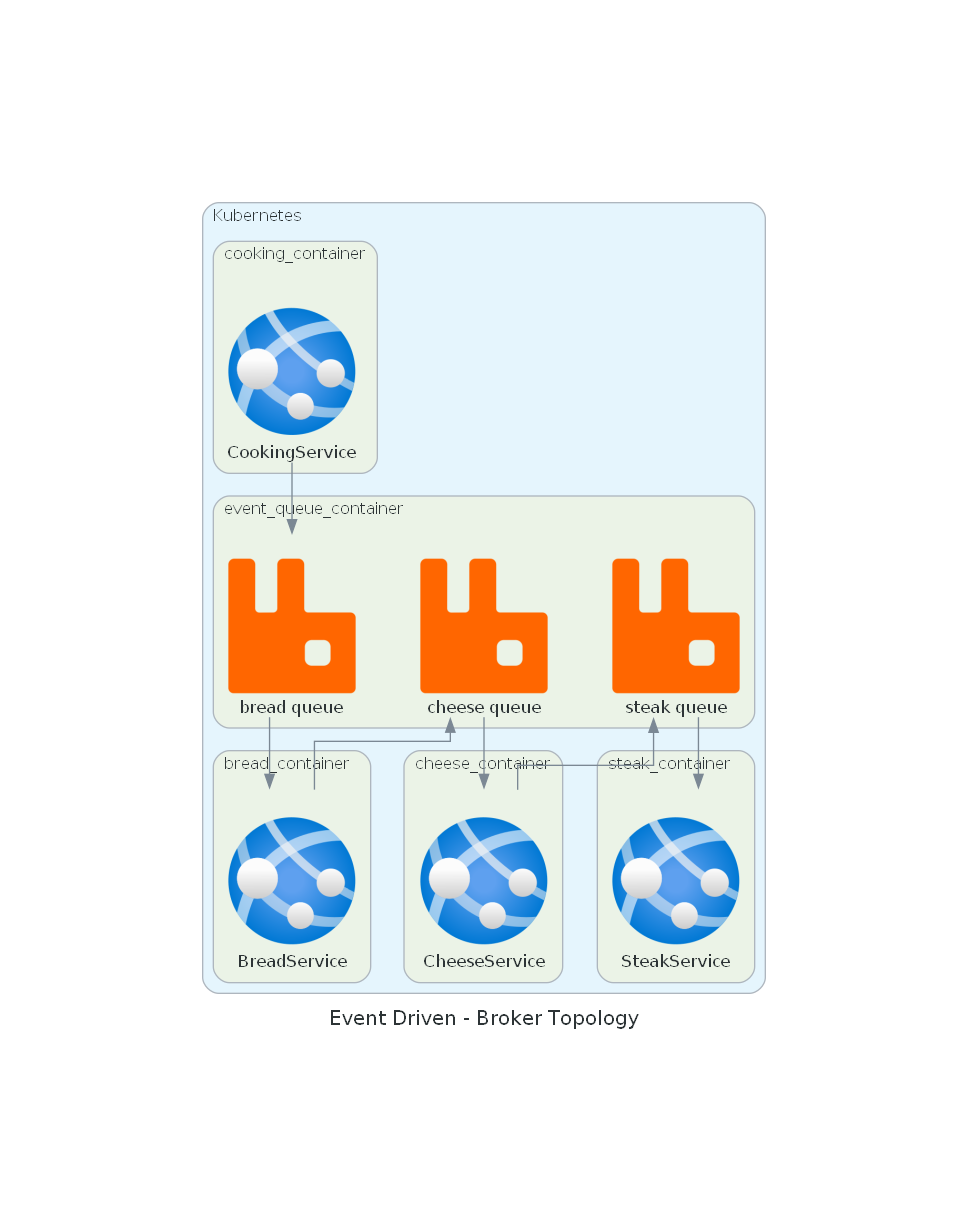 Kubernetes
cooking_container
CookingService
event_queue_container
bread queue
cheese queue
steak queue
bread_container
cheese_container
steak_container
BreadService
CheeseService
SteakService
Event Driven - Broker Topology